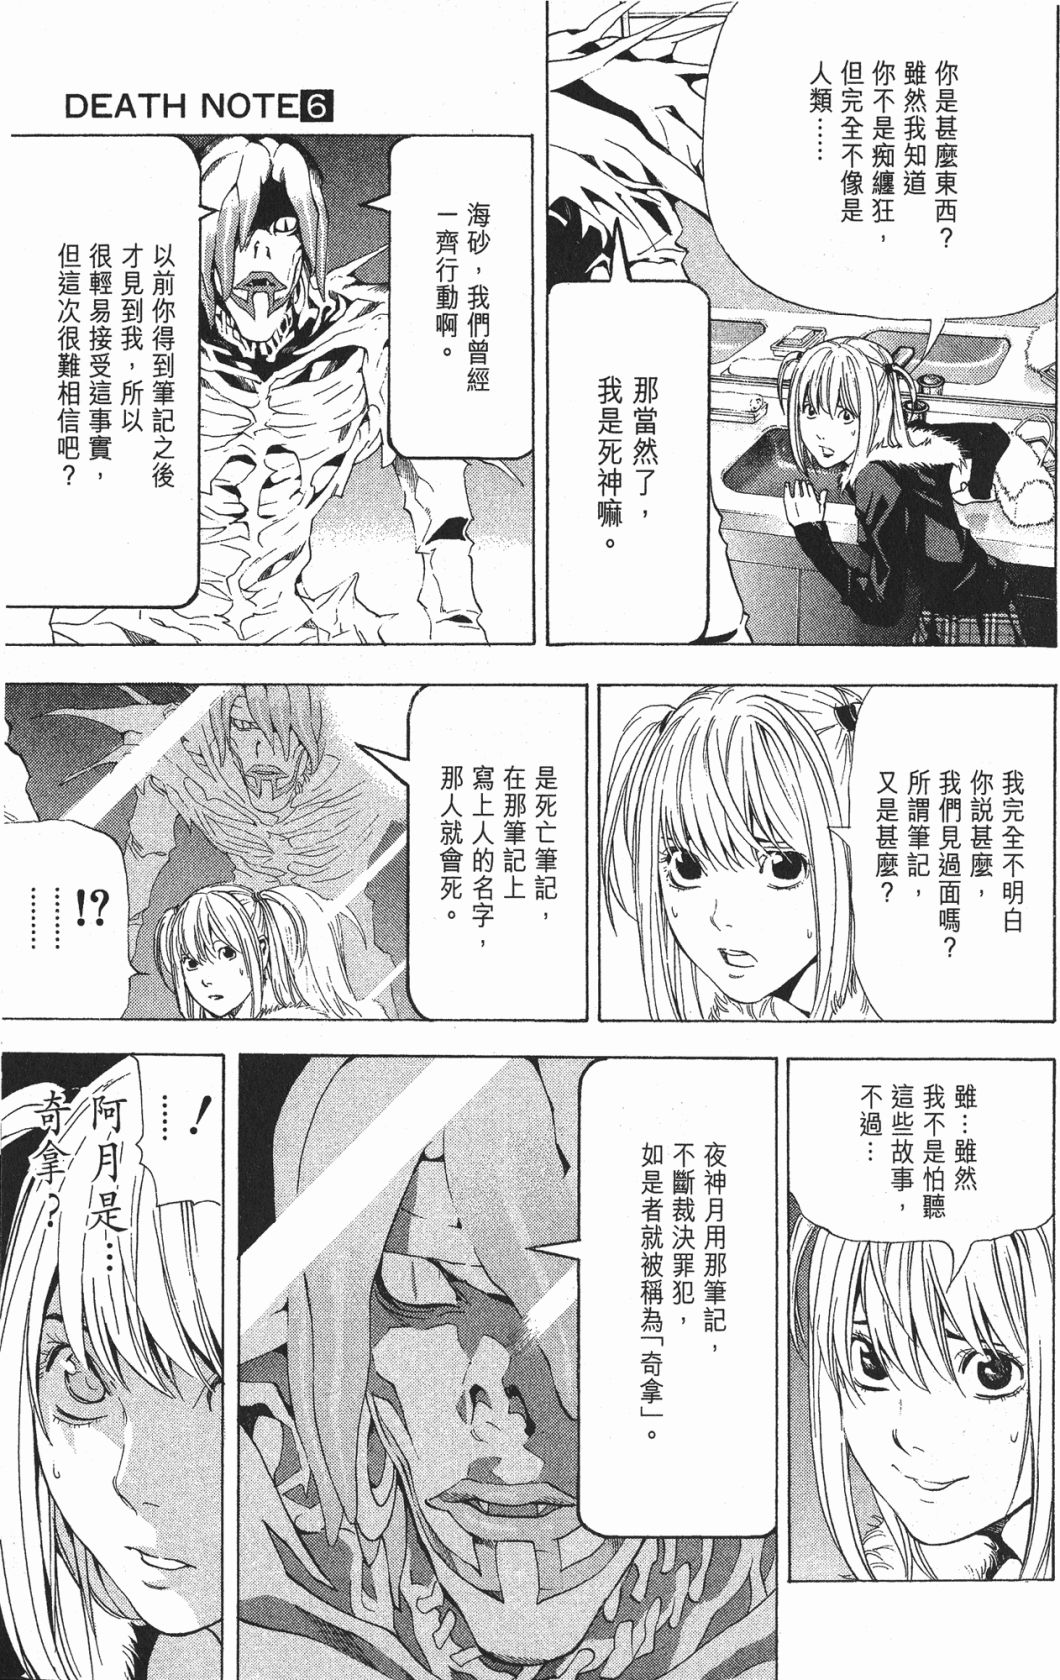 DEATH NOTE6
你是甚麼東西？
雖然我知道
你不是痴纏狂，
但完全不像是
人類……
那當然了，
我是死神嘛。
海砂，我們曾經
一齊行動啊。
以前你得到筆記之後
才見到我，所以
很輕易接受這事實，
但這次很難相信吧？
我完全不明白
你説甚麼，
我們見過面嗎？
所謂筆記，
又是甚麼？
是死亡筆記，
在那筆記上
寫上人的名字，
那人就會死。
!?
………
雖…雖然
我不是怕聽
這些故事，
不過…
夜神月用那筆記，
不斷裁決罪犯，
如是者就被稱為「奇拿」。
！
……
阿月是…
奇拿？